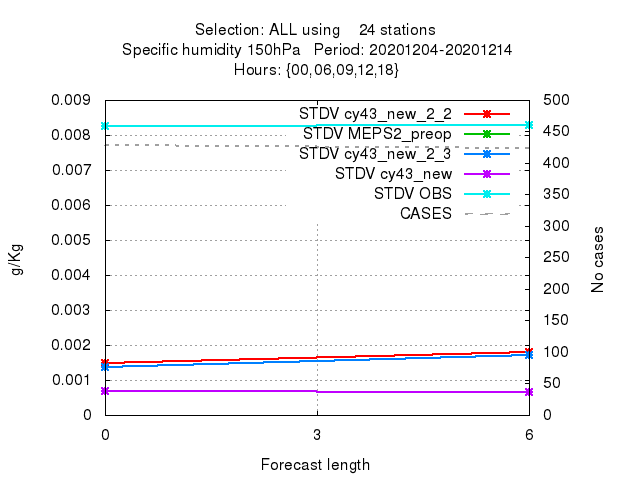 Selection: ALL using 24 stations
Specific humidity 150hPa Period: 20201204-20201214
Hours: {00,06,09,12,18}
0.009 500
STDV cy43_new_2_2
0.008 450
STDV MEPS2_preop
STDV cy43_new_2_3
0.007 400
STDV cy43_new
0.006 350
STDV OBS
CASES
300
0.005 250
0.004 200
0.003 150
0.002 100
0.001 50
0 0
g/Kg
No cases
0 3 6
Forecast length